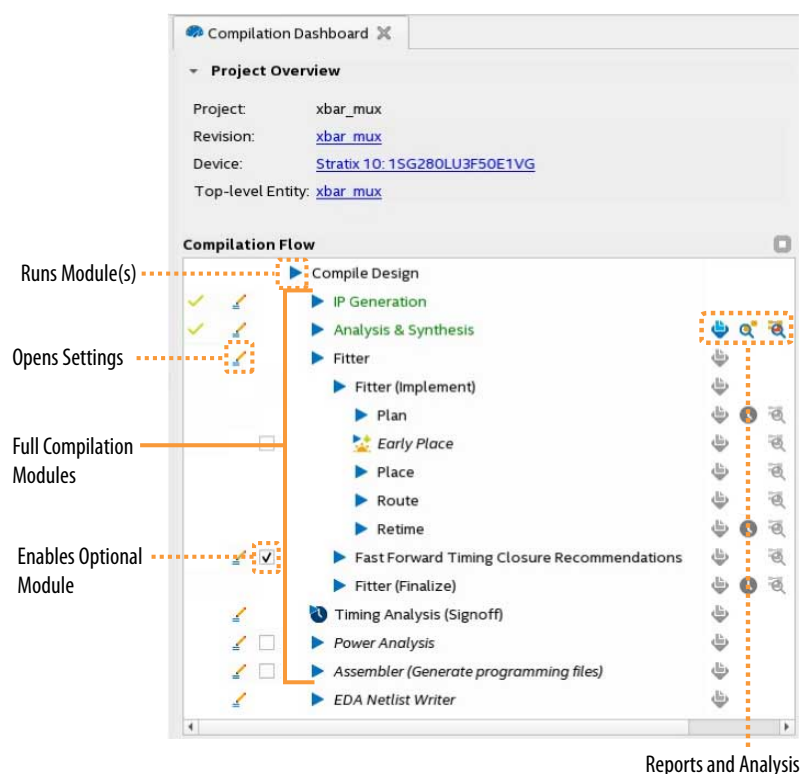 Compilation Dashboard
Project Overview
Project: xbar_mux
Revision: xbar_mux
Device: Stratix 10: 1SG280LU3F50E1VG
Top-level Entity: xbar_mux
Compilation Flow
Runs Module(s)
Compile Design
IP Generation
Analysis & Synthesis
Opens Settings
Fitter
Fitter (Implement)
Plan
Full Compilation
Modules
Early Place
Place
Route
Retime
Enables Optional
Module
Fast Forward Timing Closure Recommendations
Fitter (Finalize)
Timing Analysis (Signoff)
Power Analysis
Assembler (Generate programming files)
EDA Netlist Writer
Reports and Analysis